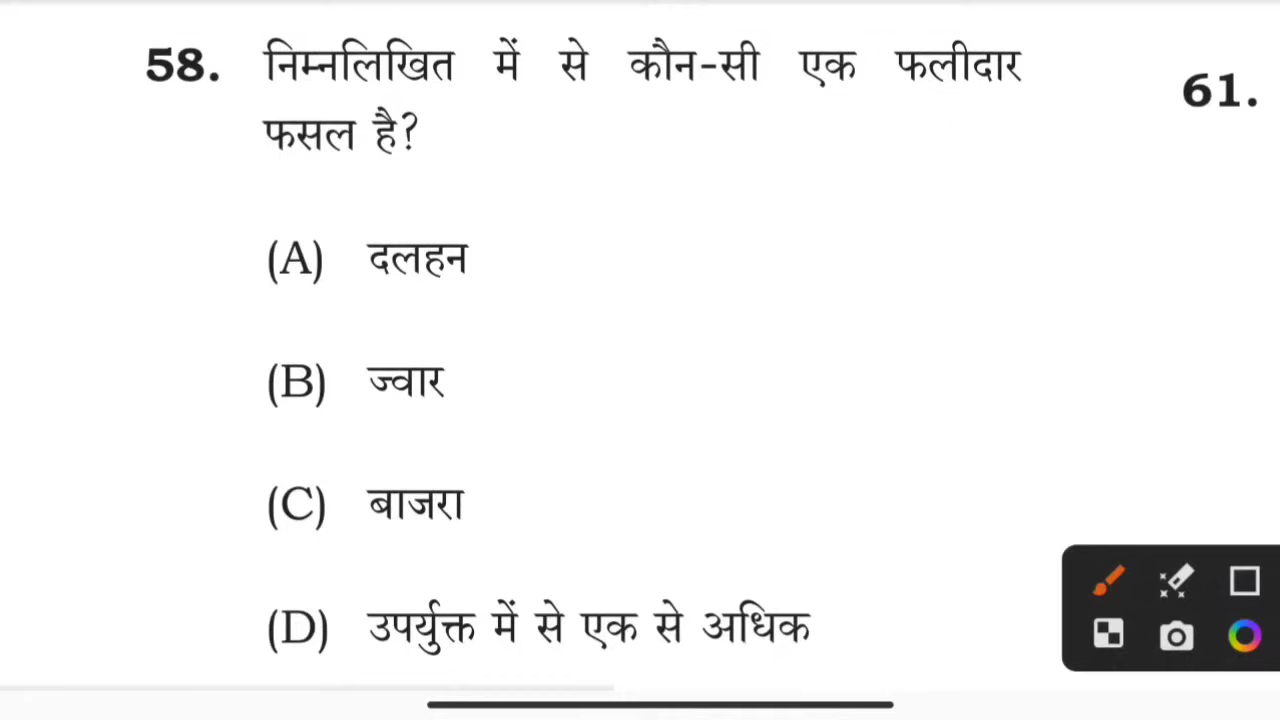 58. निम्नलिखित में से कौन-सी एक फलीदार
फसल है?
(A) दलहन
(B) ज्वार
(C) बाजरा
(D) उपर्युक्त में से एक से अधिक
61.